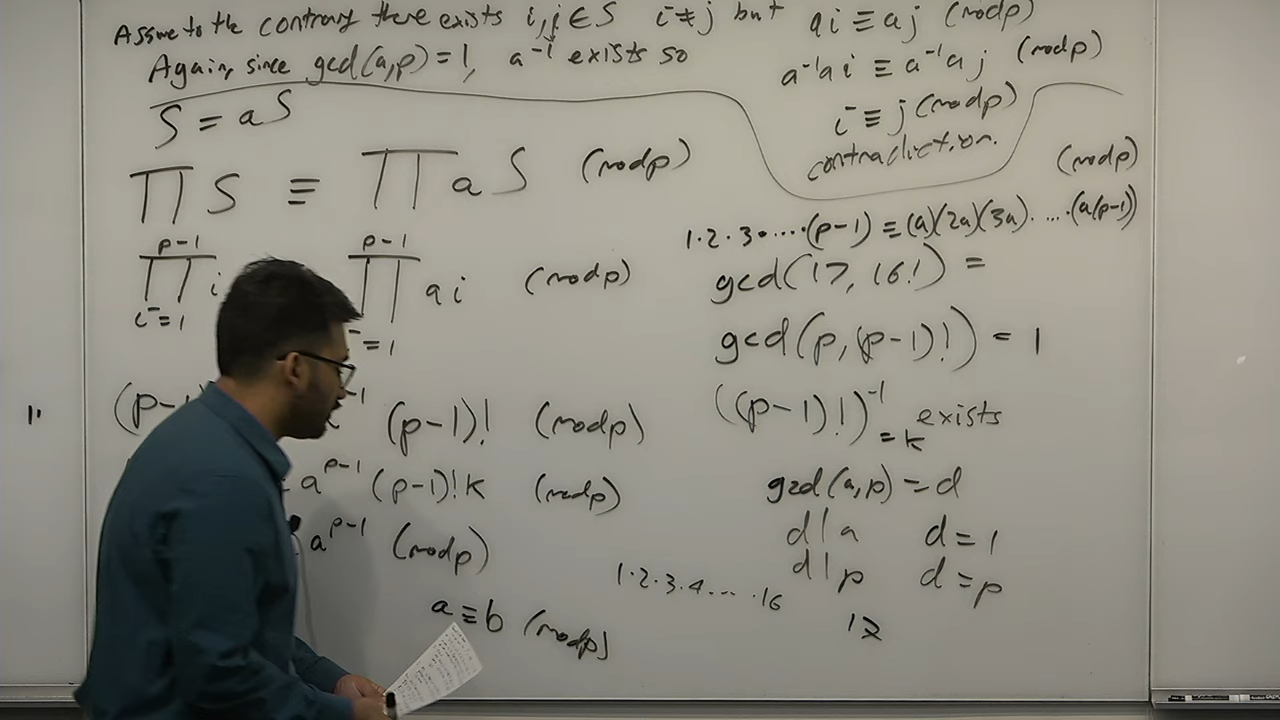 Assume to the contrary there exists i,j ∈ S i ≠ j but ai ≡ aj (mod p)
Again, since gcd(a,p) = 1, a⁻¹ exists so
a⁻¹ai ≡ a⁻¹aj (mod p)
i ≡ j (mod p)
contradiction.
S = aS
∏ S ≡ ∏ aS (mod p)
p-1 p-1
∏ i ∏ ai (mod p)
i=1 =1
(p-1) p-1 (p-1)! (mod p)
a^{p-1} (p-1)! k (mod p)
a^{p-1} (mod p)
a ≡ b (mod p)
(mod p)
1·2·3·····(p-1) ≡ (a)(2a)(3a)·····(a(p-1))
gcd(17, 16!) =
gcd(p, (p-1)!) = 1
((p-1)!)⁻¹ exists
= k
gcd(a,p) = d
d|a d = 1
d|p d = p
1·2·3·4·····16
17